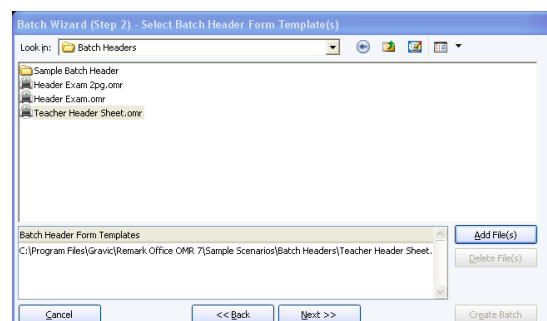 Batch Wizard (Step 2) - Select Batch Header Form Template(s)
Look in: Batch Headers
Sample Batch Header
Header Exam 2pg.omr
Header Exam.omr
Teacher Header Sheet.omr
Batch Header Form Templates
Add File(s)
C:\Program Files\Gravic\Remark Office OMR 7\Sample Scenarios\Batch Headers\Teacher Header Sheet.
Delete File(s)
Cancel
<< Back
Next >>
Create Batch